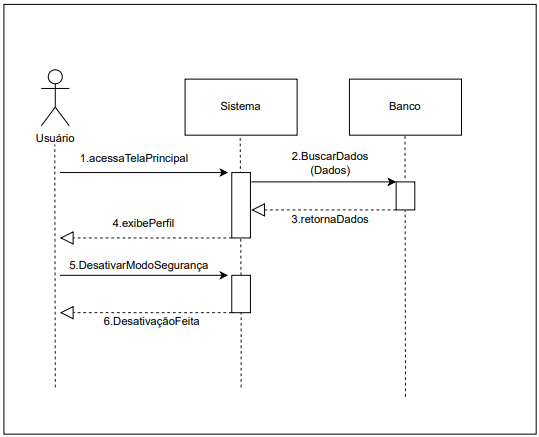 Sistema
Banco
Usuário
1.acessaTelaPrincipal
2.BuscarDados
(Dados)
3.retornaDados
4.exibePerfil
5.DesativarModoSegurança
6.DesativaçãoFeita